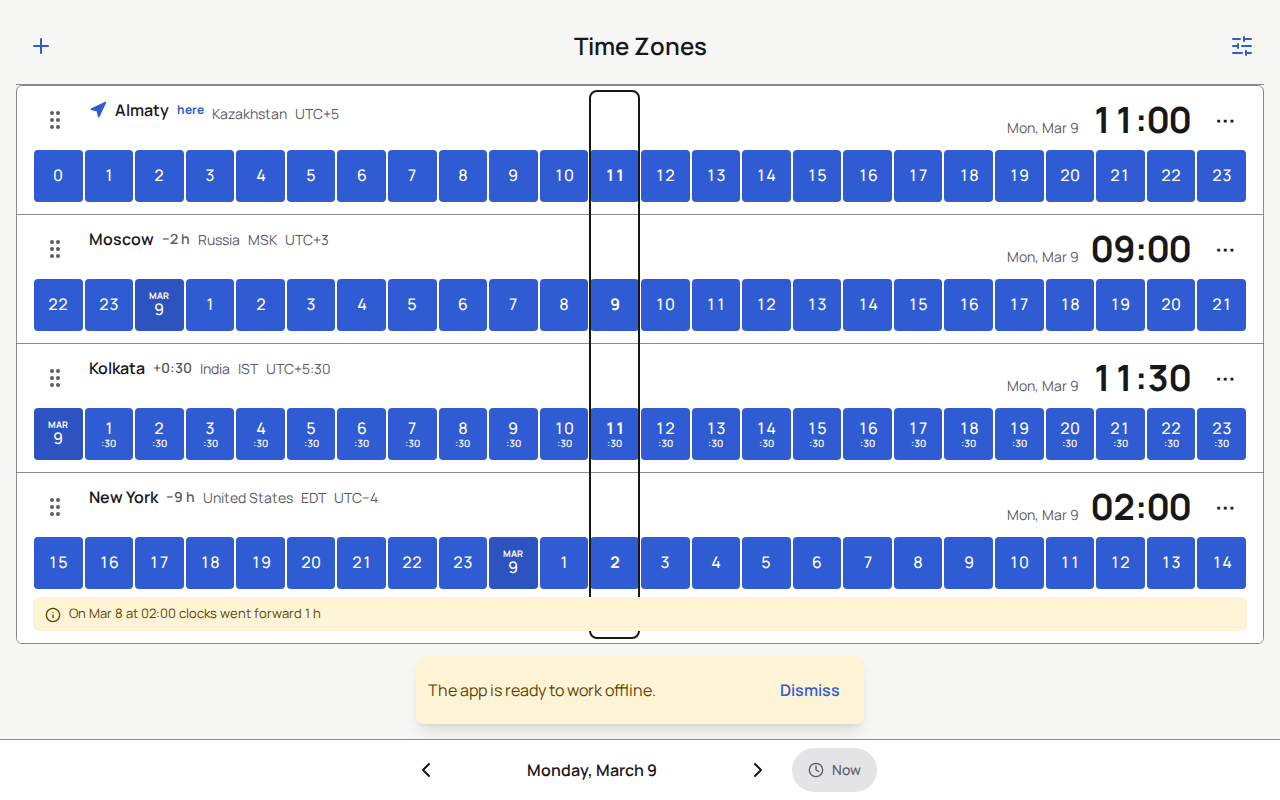 Time Zones
Almaty here Kazakhstan UTC+5
Mon, Mar 9 11:00
0 1 2 3 4 5 6 7 8 9 10 11 12 13 14 15 16 17 18 19 20 21 22 23
Moscow −2 h Russia MSK UTC+3
Mon, Mar 9 09:00
22 23 MAR 9 1 2 3 4 5 6 7 8 9 10 11 12 13 14 15 16 17 18 19 20 21
Kolkata +0:30 India IST UTC+5:30
Mon, Mar 9 11:30
MAR 9 1:30 2:30 3:30 4:30 5:30 6:30 7:30 8:30 9:30 10:30 11:30 12:30 13:30 14:30 15:30 16:30 17:30 18:30 19:30 20:30 21:30 22:30 23:30
New York −9 h United States EDT UTC−4
Mon, Mar 9 02:00
15 16 17 18 19 20 21 22 23 MAR 9 1 2 3 4 5 6 7 8 9 10 11 12 13 14
On Mar 8 at 02:00 clocks went forward 1 h
The app is ready to work offline. Dismiss
Monday, March 9 Now